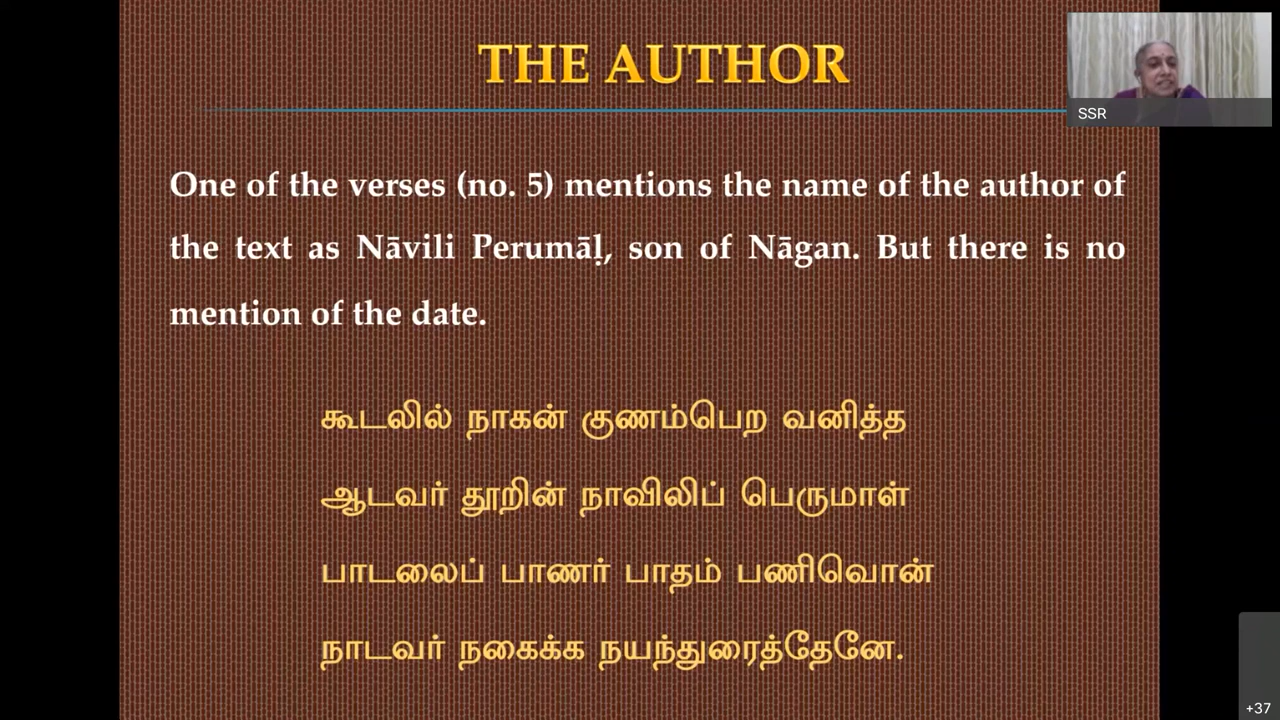 THE AUTHOR
SSR
One of the verses (no. 5) mentions the name of the author of
the text as Nāvili Perumāḷ, son of Nāgan. But there is no
mention of the date.
கூடலில் நாகன் குணம்பெற வனித்த
ஆடவர் தூறின் நாவிலிப் பெருமாள்
பாடலைப் பாணர் பாதம் பணிவொன்
நாடவர் நகைக்க நயந்துரைத்தேனே.
+37